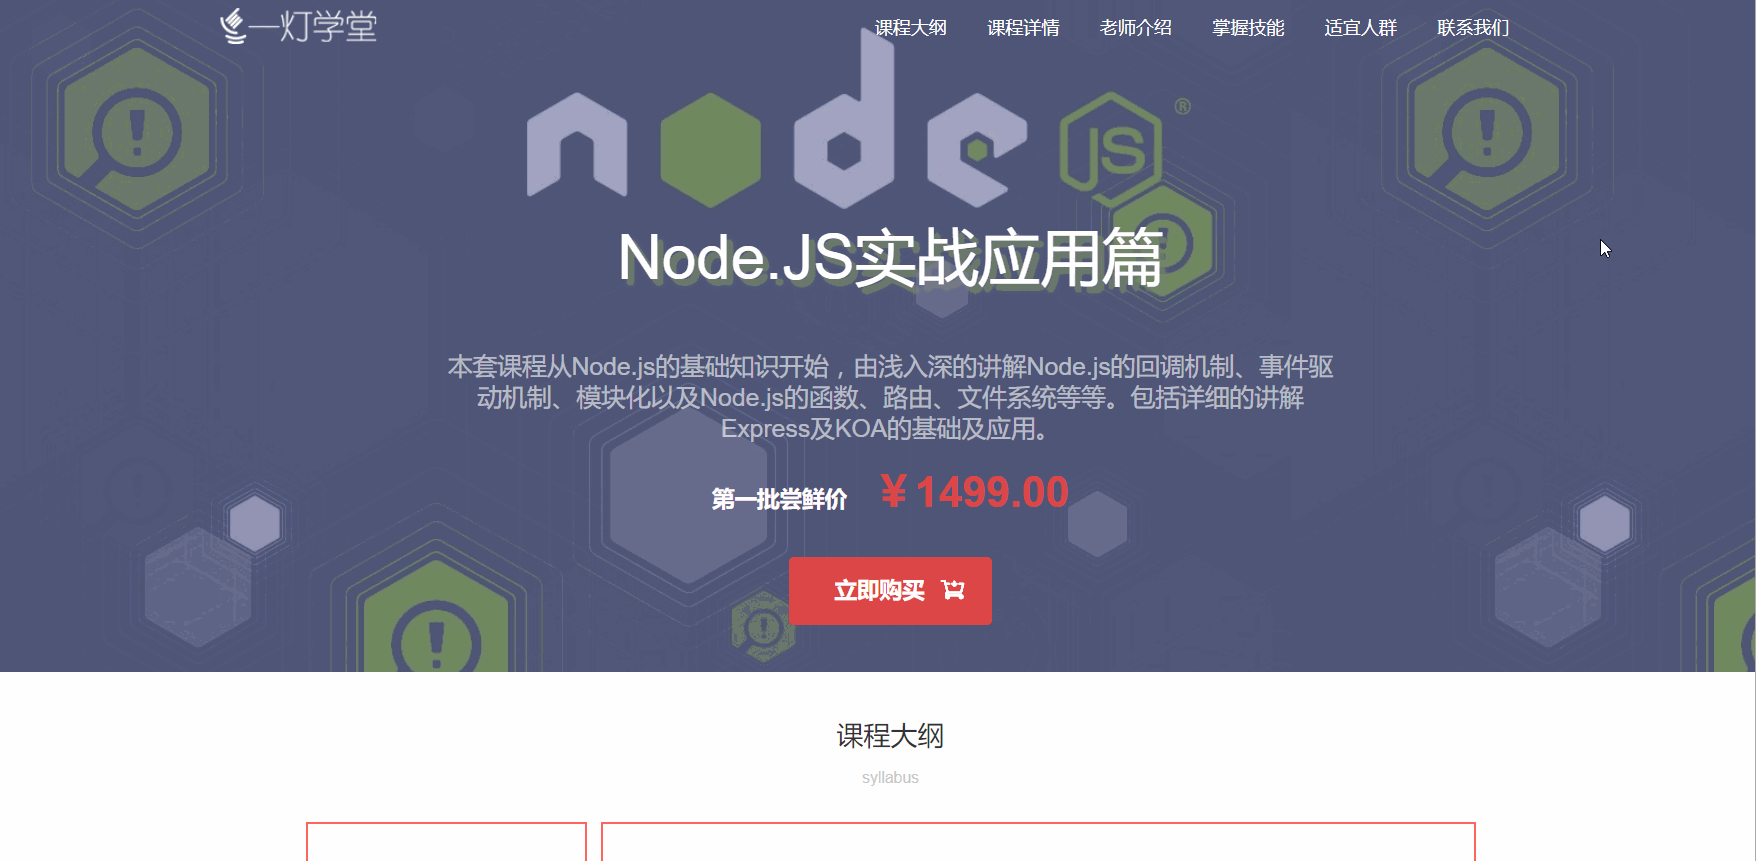 一灯学堂
课程大纲 课程详情 老师介绍 掌握技能 适宜人群 联系我们
node JS ®
Node.JS实战应用篇
本套课程从Node.js的基础知识开始，由浅入深的讲解Node.js的回调机制、事件驱
动机制、模块化以及Node.js的函数、路由、文件系统等等。包括详细的讲解
Express及KOA的基础及应用。
第一批尝鲜价 ￥1499.00
立即购买
课程大纲
syllabus